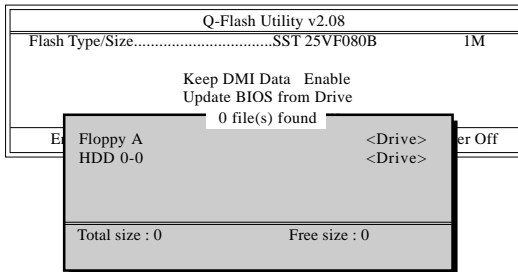 Q-Flash Utility v2.08
Flash Type/Size.................................SST 25VF080B 1M
Keep DMI Data Enable
Update BIOS from Drive
0 file(s) found
Floppy A <Drive>
HDD 0-0 <Drive>
Total size : 0 Free size : 0
Off